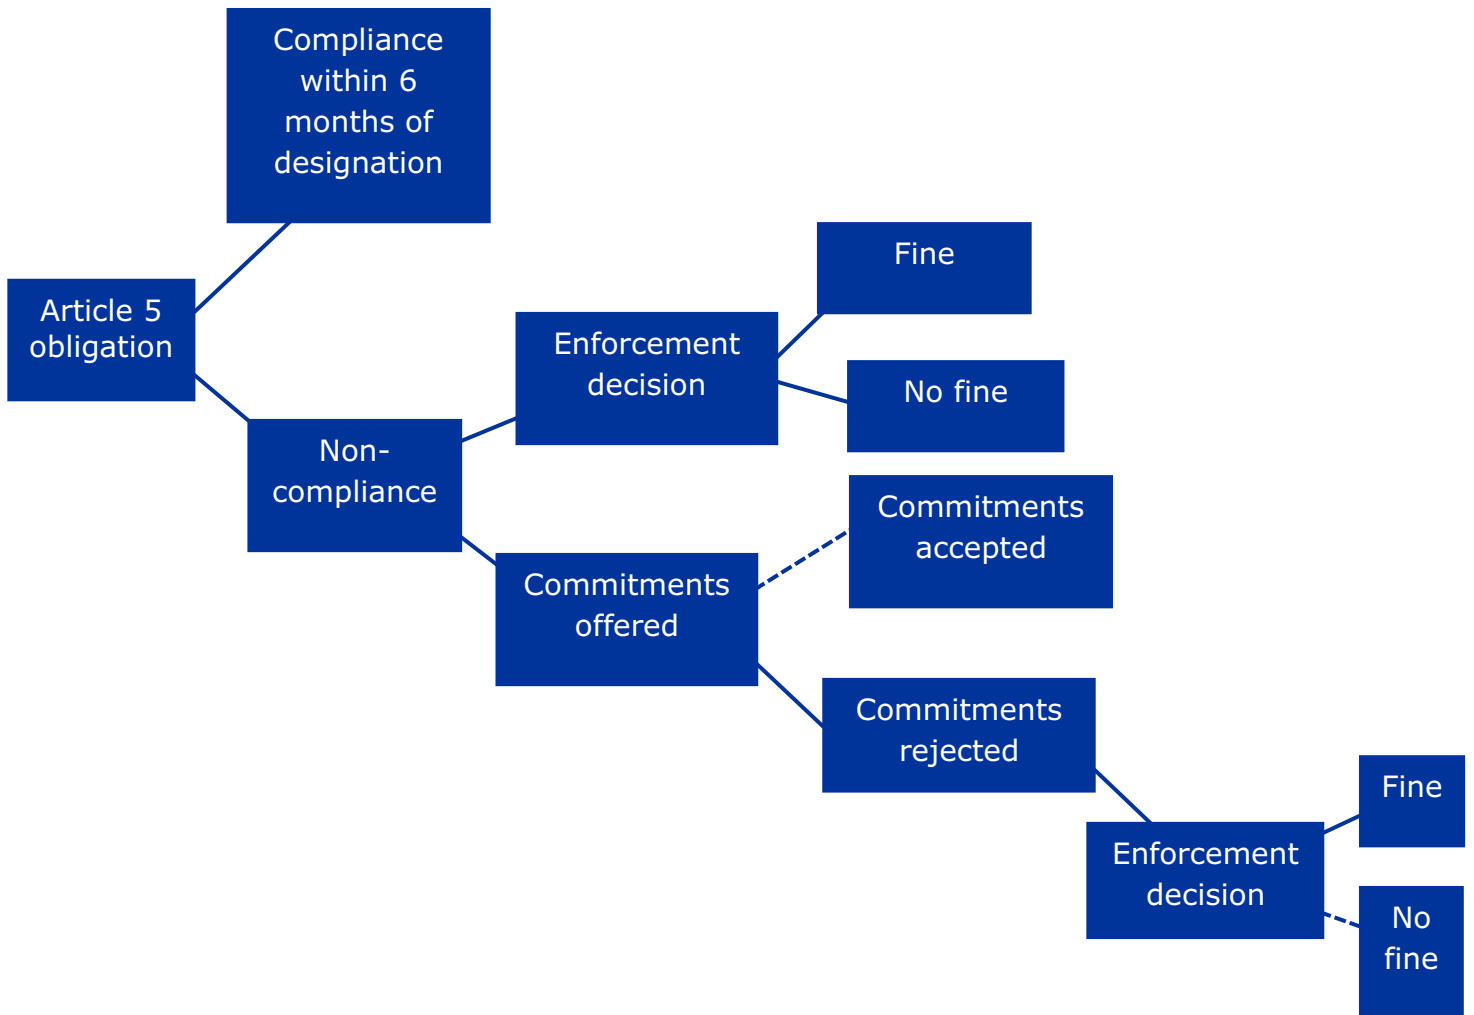 Compliance
within 6
months of
designation
Article 5
obligation
Non-
compliance
Enforcement
decision
Fine
No fine
Commitments
offered
Commitments
accepted
Commitments
rejected
Enforcement
decision
Fine
No
fine